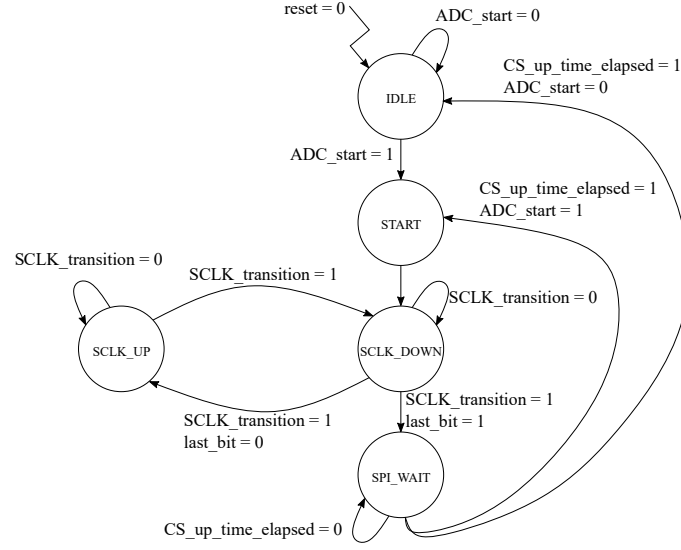 reset = 0
ADC_start = 0
IDLE
CS_up_time_elapsed = 1
ADC_start = 0
ADC_start = 1
START
CS_up_time_elapsed = 1
ADC_start = 1
SCLK_transition = 0
SCLK_transition = 1
SCLK_transition = 0
SCLK_UP
SCLK_DOWN
SCLK_transition = 1
last_bit = 0
SCLK_transition = 1
last_bit = 1
SPI_WAIT
CS_up_time_elapsed = 0